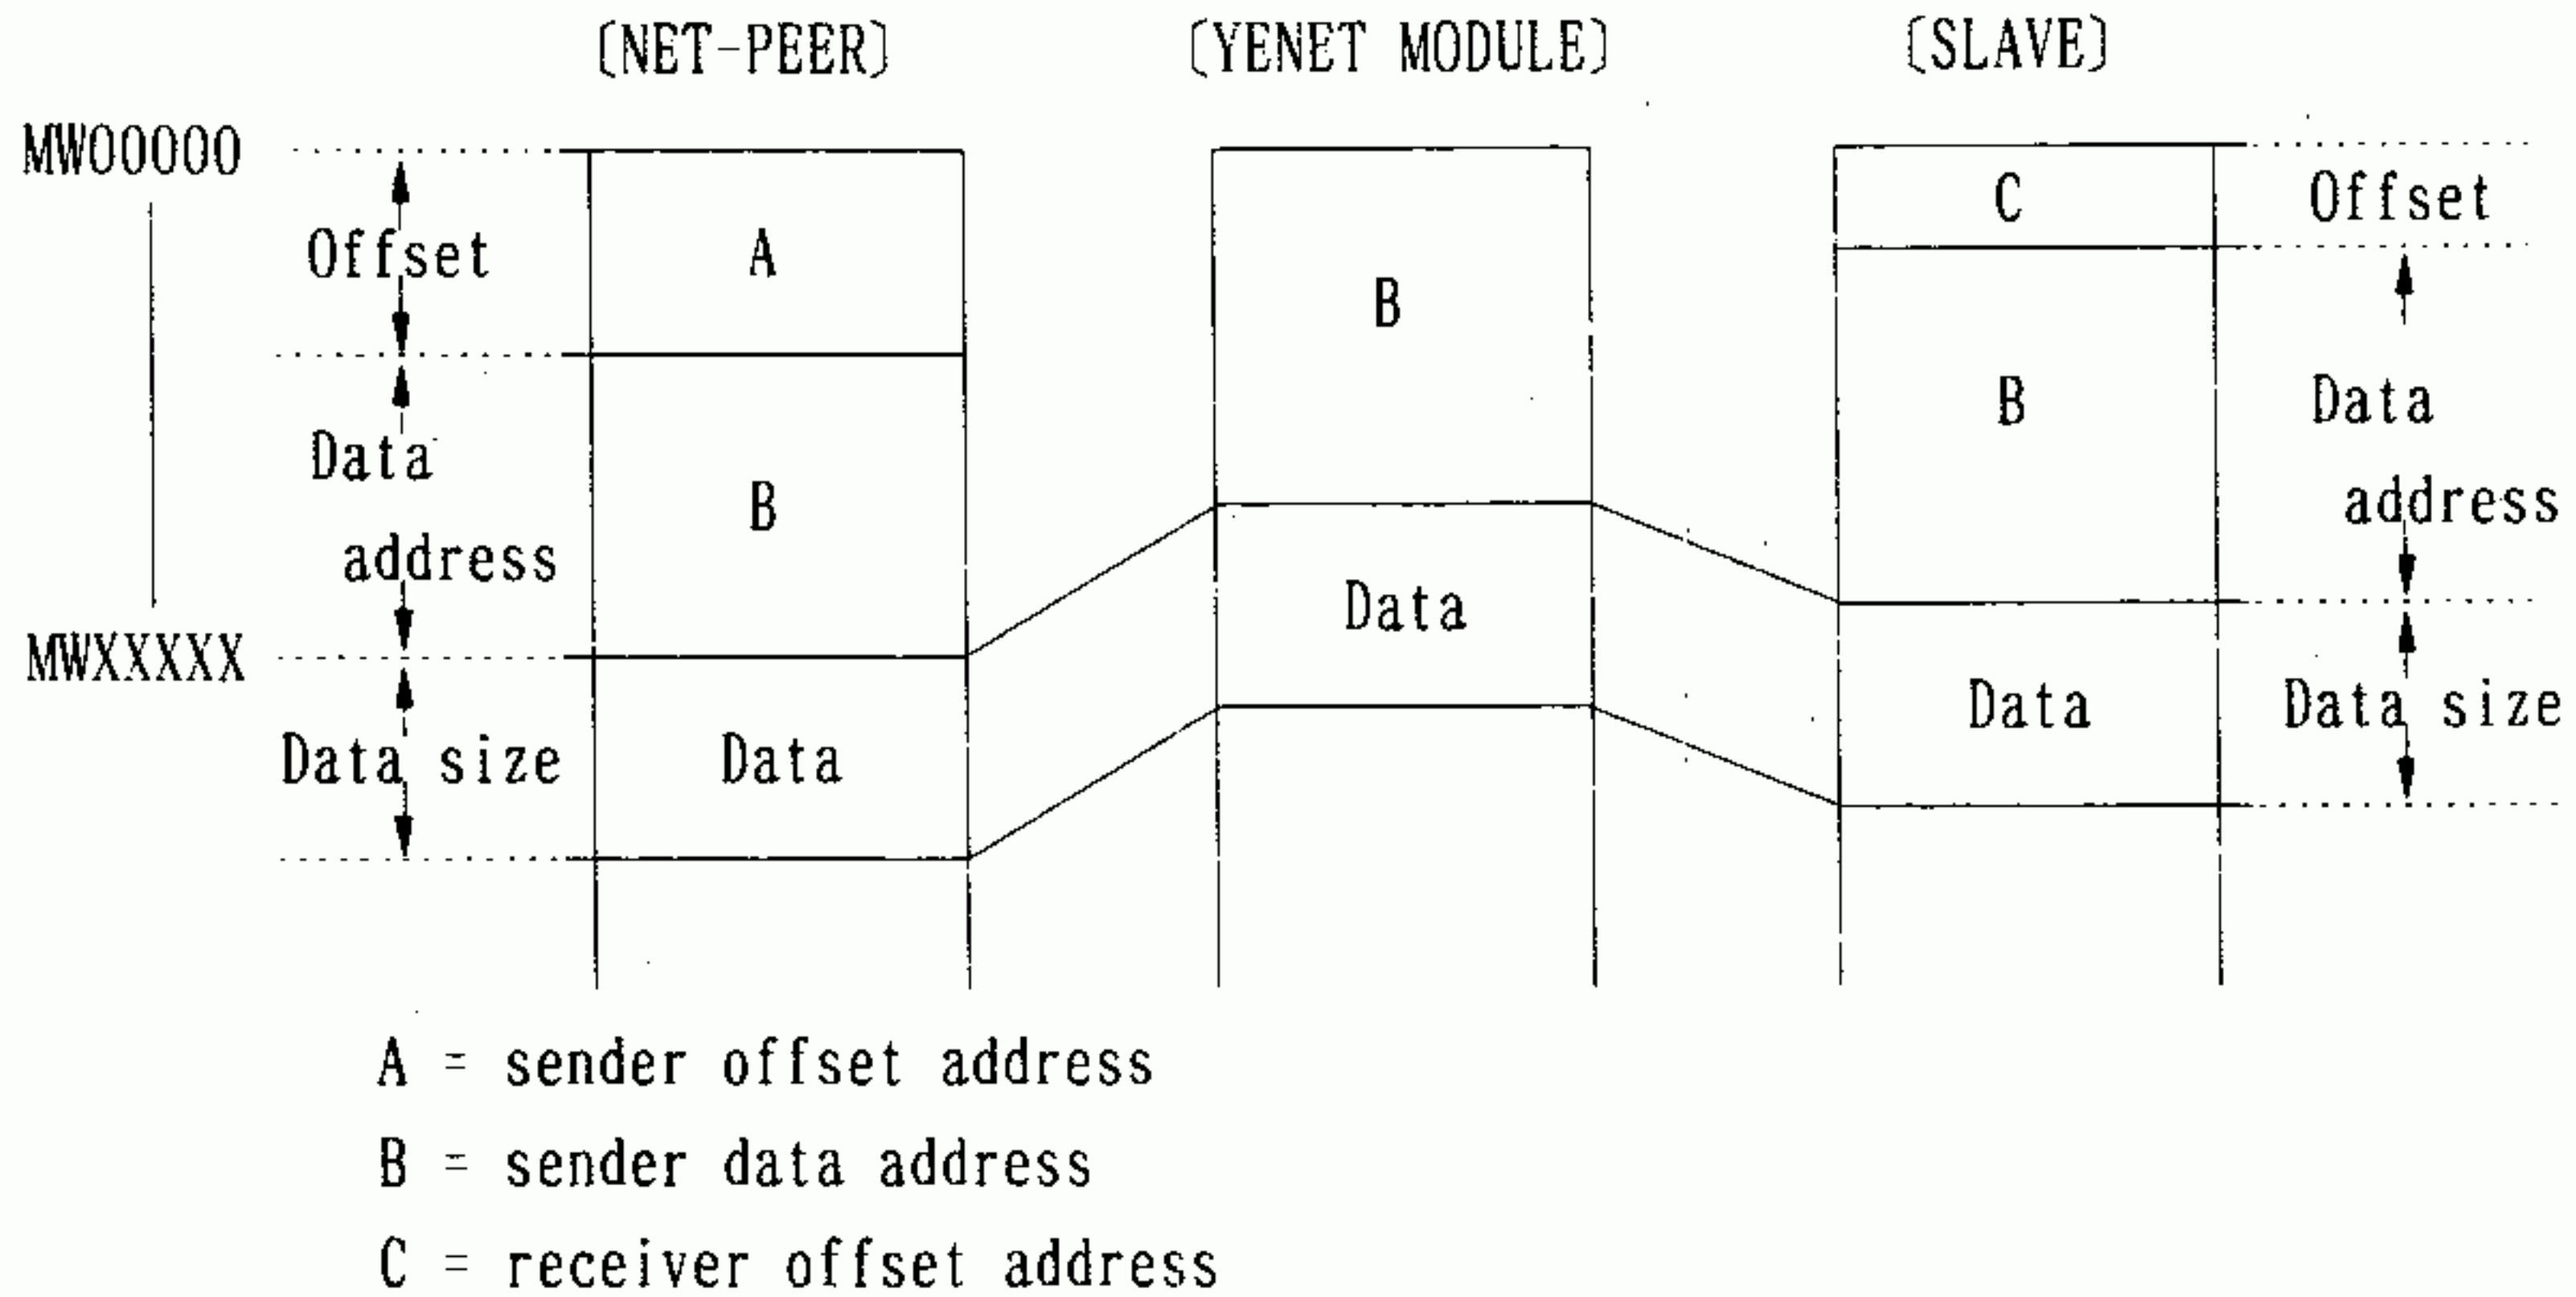 〔NET-PEER〕 〔YENET MODULE〕 〔SLAVE〕
MW00000
Offset
A
B
C
Offset
Data
address
B
B
Data
address
MWXXXXX
Data
Data size
Data
Data
Data size
A = sender offset address
B = sender data address
C = receiver offset address